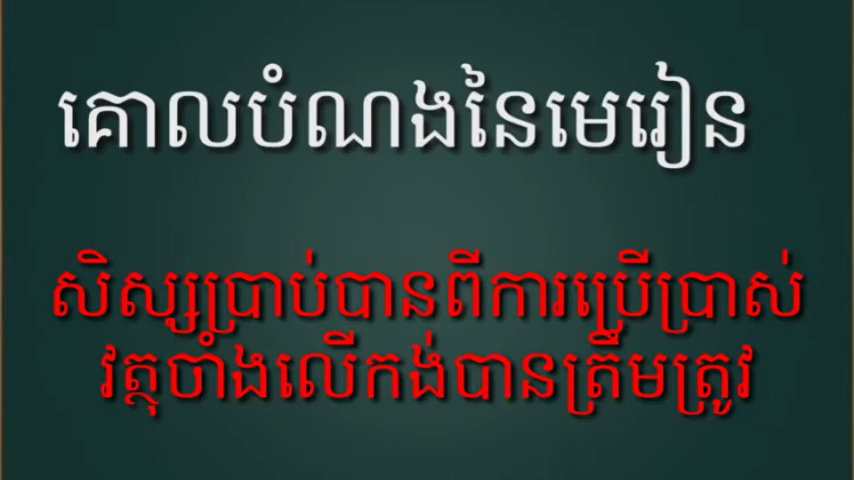 គោលបំណងនៃមេរៀន
សិស្សប្រាប់បានពីការប្រើប្រាស់
វត្ថុចាំងលើកង់បានត្រឹមត្រូវ